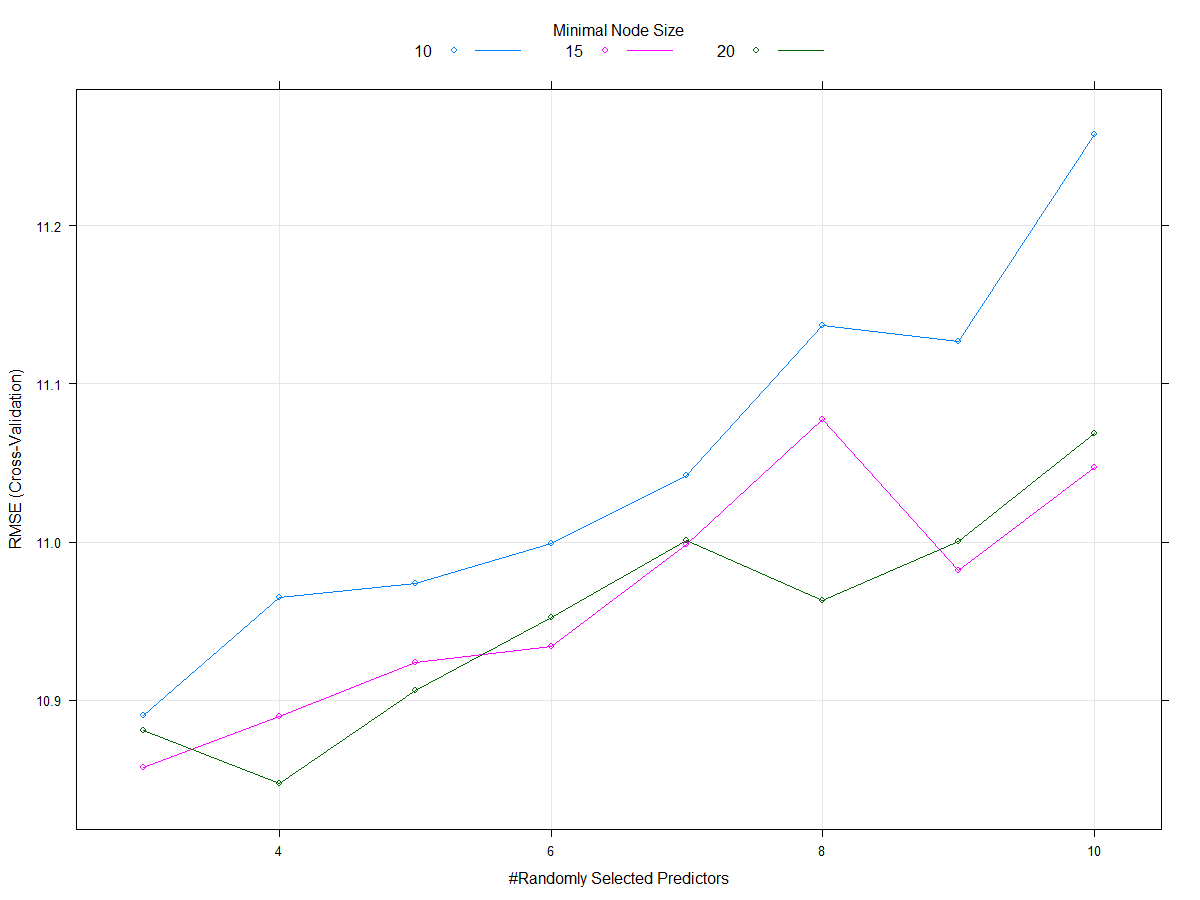 Minimal Node Size
10 15 20
11.2
11.1
11.0
10.9
RMSE (Cross-Validation)
4 6 8 10
#Randomly Selected Predictors